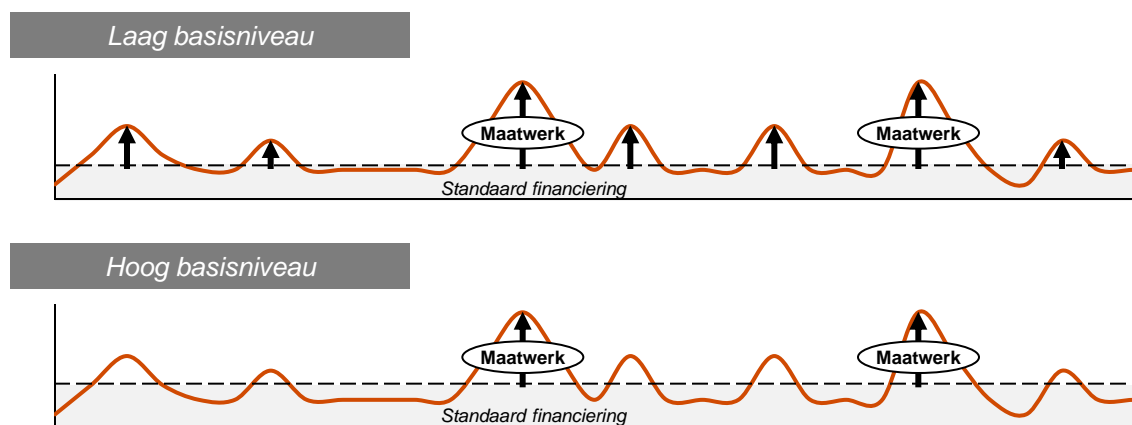 Laag basisniveau
Maatwerk
Maatwerk
Standaard financiering
Hoog basisniveau
Maatwerk
Maatwerk
Standaard financiering